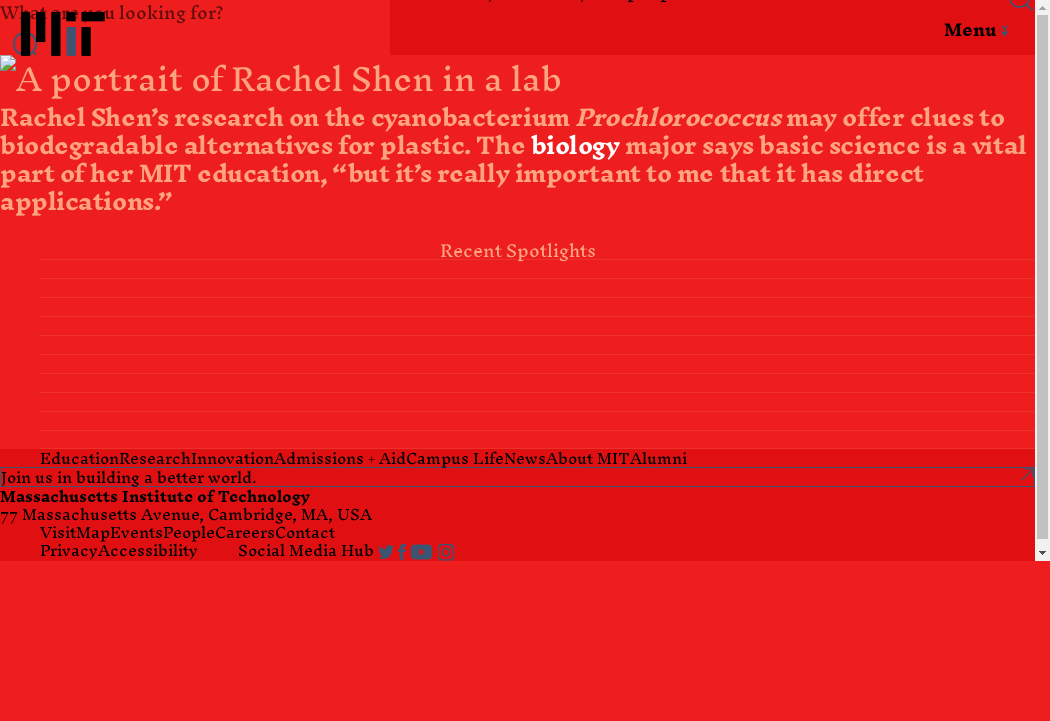 What are you looking for?
MIT
Menu
A portrait of Rachel Shen in a lab
Rachel Shen’s research on the cyanobacterium Prochlorococcus may offer clues to
biodegradable alternatives for plastic. The biology major says basic science is a vital
part of her MIT education, “but it’s really important to me that it has direct
applications.”
Recent Spotlights
EducationResearchInnovationAdmissions + AidCampus LifeNewsAbout MITAlumni
Join us in building a better world.
Massachusetts Institute of Technology
77 Massachusetts Avenue, Cambridge, MA, USA
VisitMapEventsPeopleCareersContact
PrivacyAccessibility Social Media Hub